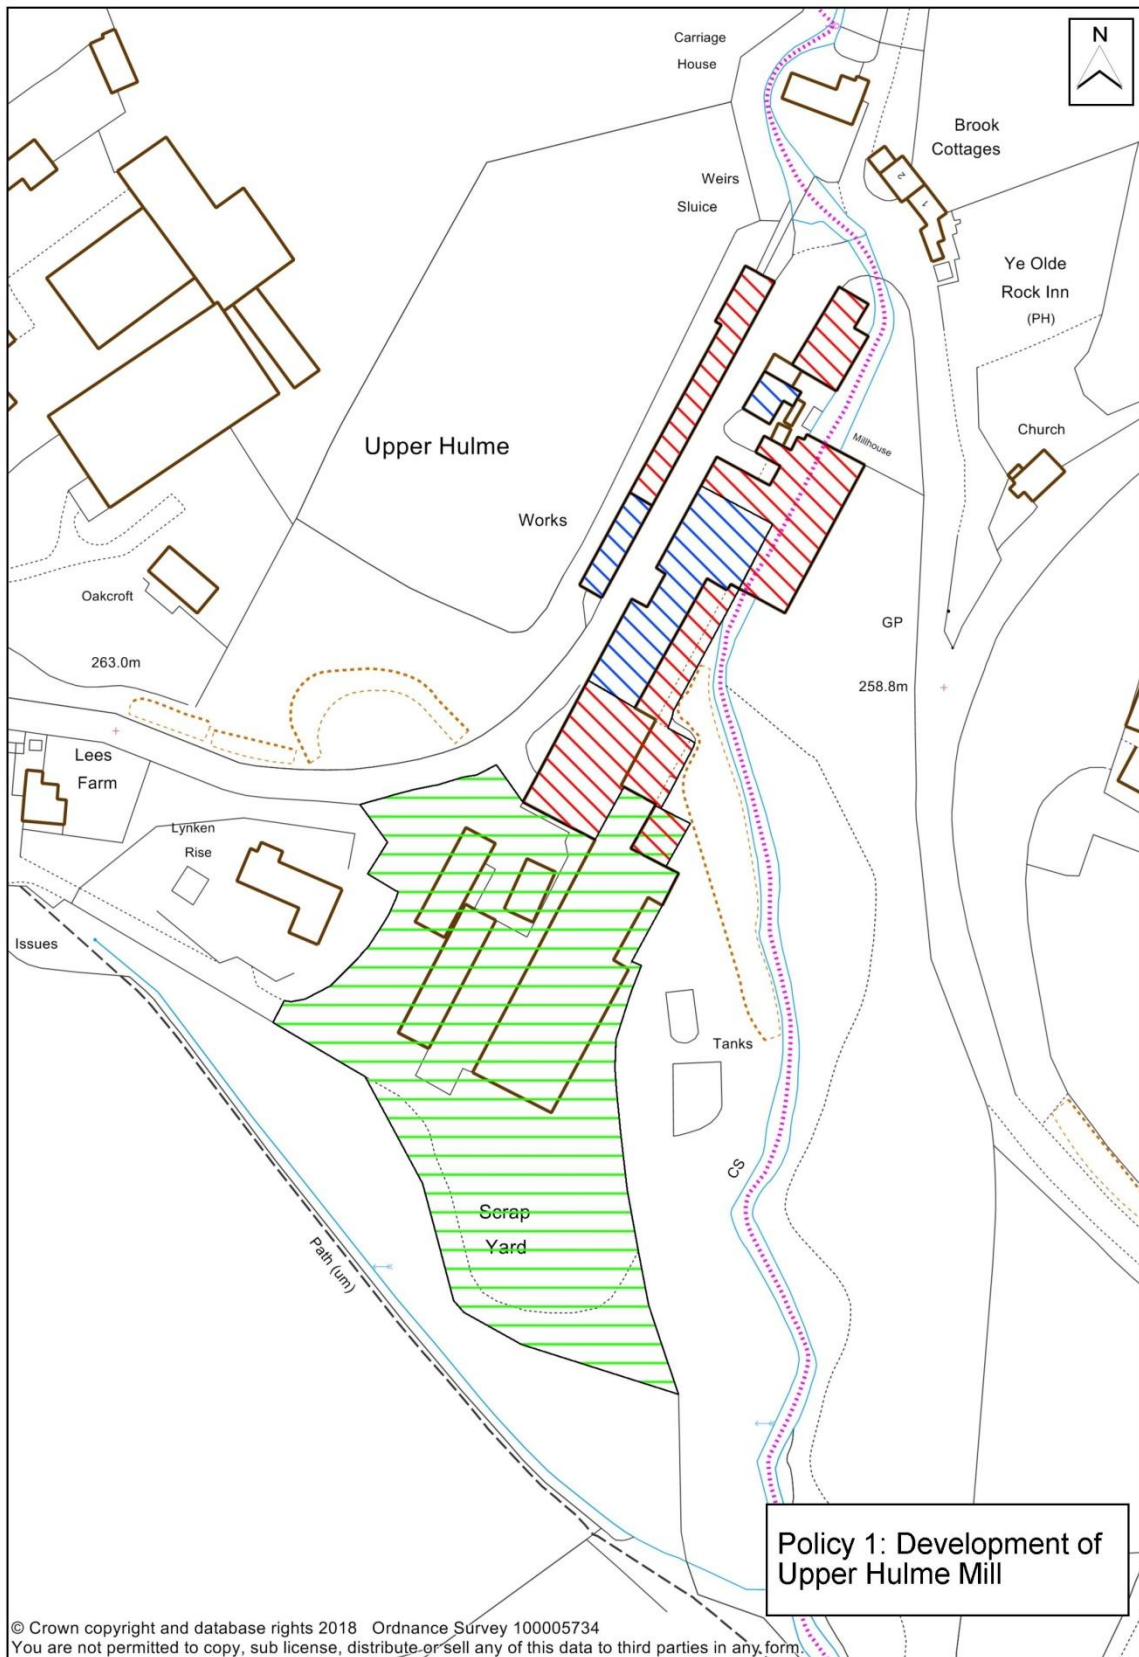 Carriage
House
N
Brook
Cottages
Weirs
Sluice
2
1
Ye Olde
Rock Inn
(PH)
Upper Hulme
Church
Millhouse
Works
Oakcroft
GP
263.0m
258.8m
Lees
Farm
Lynken
Rise
Issues
Tanks
CS
Scrap
Yard
Path (um)
Policy 1: Development of
Upper Hulme Mill
© Crown copyright and database rights 2018 Ordnance Survey 100005734
You are not permitted to copy, sub license, distribute or sell any of this data to third parties in any form.